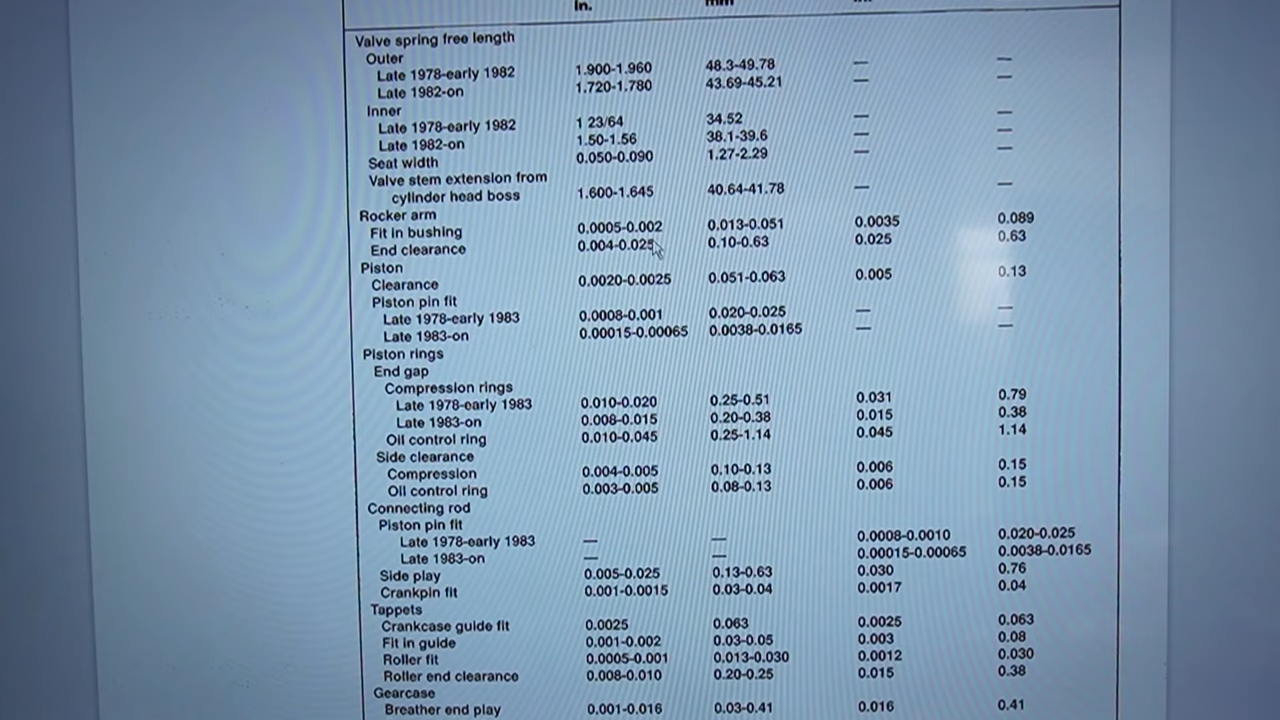 In. mm
Valve spring free length
Outer
Late 1978-early 1982 1.900-1.960 48.3-49.78 — —
Late 1982-on 1.720-1.780 43.69-45.21 — —
Inner
Late 1978-early 1982 1 23/64 34.52 — —
Late 1982-on 1.50-1.56 38.1-39.6 — —
Seat width 0.050-0.090 1.27-2.29 — —
Valve stem extension from
cylinder head boss 1.600-1.645 40.64-41.78 — —
Rocker arm
Fit in bushing 0.0005-0.002 0.013-0.051 0.0035 0.089
End clearance 0.004-0.025 0.10-0.63 0.025 0.63
Piston
Clearance 0.0020-0.0025 0.051-0.063 0.005 0.13
Piston pin fit
Late 1978-early 1983 0.0008-0.001 0.020-0.025 — —
Late 1983-on 0.00015-0.00065 0.0038-0.0165 — —
Piston rings
End gap
Compression rings
Late 1978-early 1983 0.010-0.020 0.25-0.51 0.031 0.79
Late 1983-on 0.008-0.015 0.20-0.38 0.015 0.38
Oil control ring 0.010-0.045 0.25-1.14 0.045 1.14
Side clearance
Compression 0.004-0.005 0.10-0.13 0.006 0.15
Oil control ring 0.003-0.005 0.08-0.13 0.006 0.15
Connecting rod
Piston pin fit
Late 1978-early 1983 — — 0.0008-0.0010 0.020-0.025
Late 1983-on — — 0.00015-0.00065 0.0038-0.0165
Side play 0.005-0.025 0.13-0.63 0.030 0.76
Crankpin fit 0.001-0.0015 0.03-0.04 0.0017 0.04
Tappets
Crankcase guide fit 0.0025 0.063 0.0025 0.063
Fit in guide 0.001-0.002 0.03-0.05 0.003 0.08
Roller fit 0.0005-0.001 0.013-0.030 0.0012 0.030
Roller end clearance 0.008-0.010 0.20-0.25 0.015 0.38
Gearcase
Breather end play 0.001-0.016 0.03-0.41 0.016 0.41